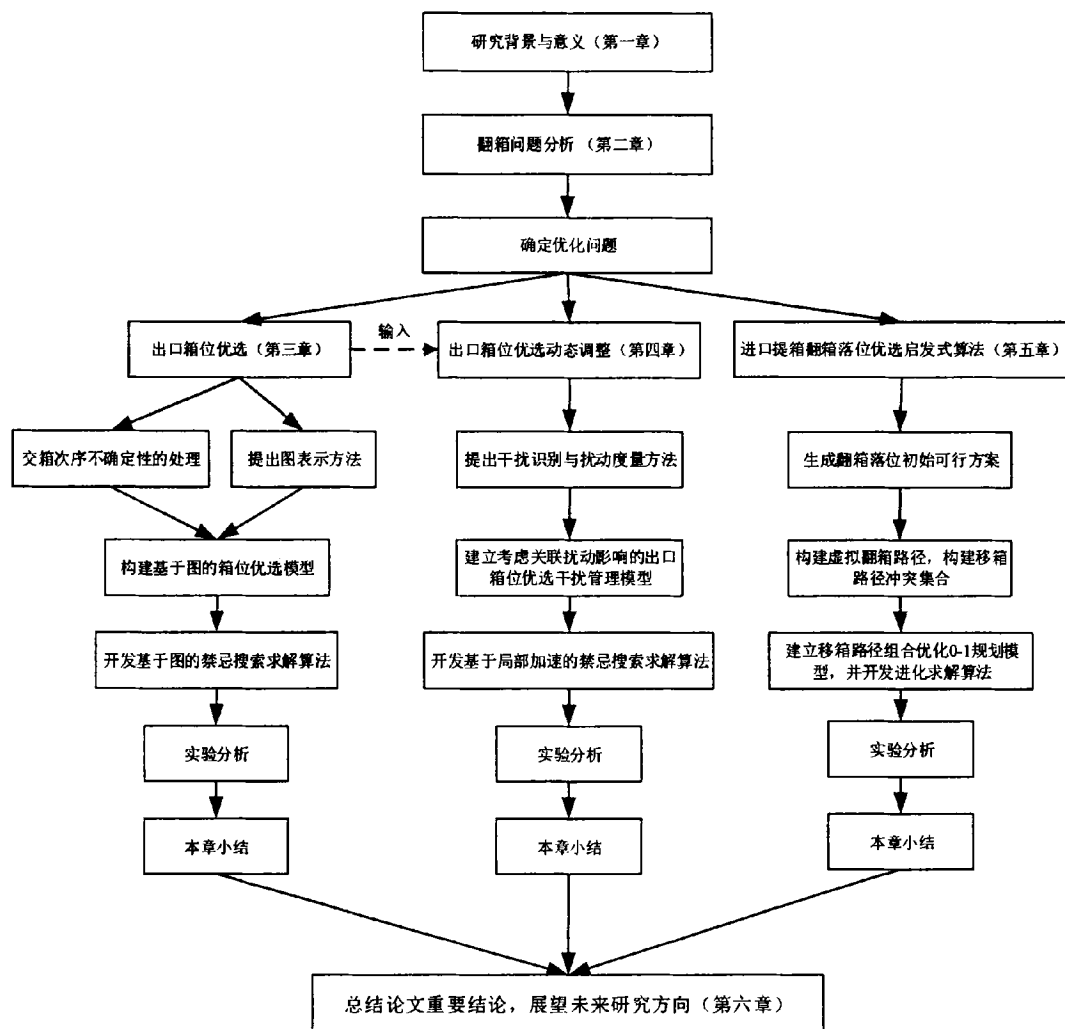 研究背景与意义（第一章）
翻箱问题分析（第二章）
确定优化问题
出口箱位优选（第三章）
输入
出口箱位优选动态调整（第四章）
进口提箱翻箱落位优选启发式算法（第五章）
交箱次序不确定性的处理
提出图表示方法
提出干扰识别与扰动度量方法
生成翻箱落位初始可行方案
构建基于图的箱位优选模型
建立考虑关联扰动影响的出口
箱位优选干扰管理模型
构建虚拟翻箱路径，构建移箱
路径冲突集合
开发基于图的禁忌搜索求解算法
开发基于局部加速的禁忌搜索求解算法
建立移箱路径组合优化0-1规划模
型，并开发进化求解算法
实验分析
实验分析
实验分析
本章小结
本章小结
本章小结
总结论文重要结论，展望未来研究方向（第六章）